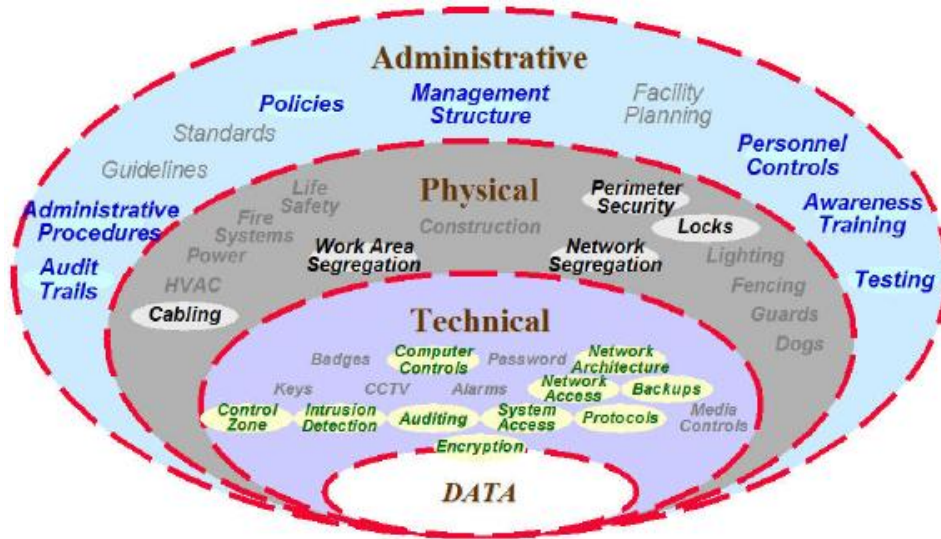 Administrative
Policies
Management
Structure
Facility
Planning
Standards
Personnel
Controls
Guidelines
Administrative
Procedures
Awareness
Training
Audit
Trails
Testing
Physical
Life
Safety
Perimeter
Security
Fire
Systems
Construction
Locks
Power
Work Area
Segregation
Network
Segregation
Lighting
HVAC
Fencing
Cabling
Guards
Dogs
Technical
Badges
Computer
Controls
Password
Network
Architecture
Keys
CCTV
Alarms
Network
Access
Backups
Control
Zone
Intrusion
Detection
Auditing
System
Access
Protocols
Media
Controls
Encryption
DATA